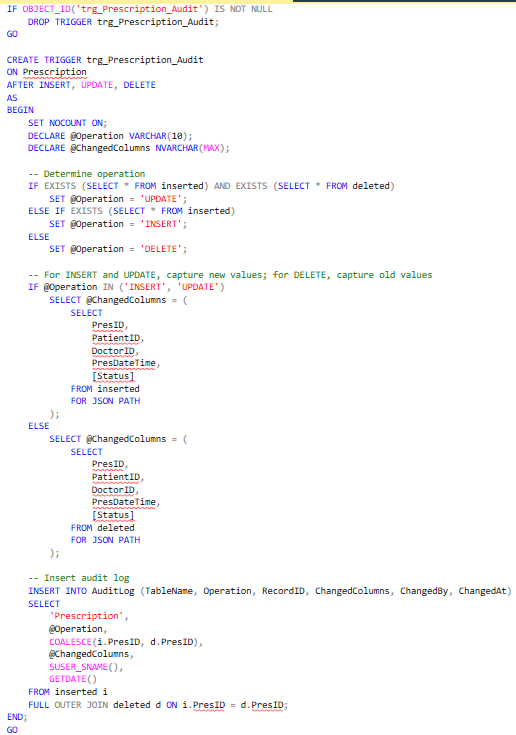 IF OBJECT_ID('trg_Prescription_Audit') IS NOT NULL
    DROP TRIGGER trg_Prescription_Audit;
GO

CREATE TRIGGER trg_Prescription_Audit
ON Prescription
AFTER INSERT, UPDATE, DELETE
AS
BEGIN
    SET NOCOUNT ON;
    DECLARE @Operation VARCHAR(10);
    DECLARE @ChangedColumns NVARCHAR(MAX);

    -- Determine operation
    IF EXISTS (SELECT * FROM inserted) AND EXISTS (SELECT * FROM deleted)
        SET @Operation = 'UPDATE';
    ELSE IF EXISTS (SELECT * FROM inserted)
        SET @Operation = 'INSERT';
    ELSE
        SET @Operation = 'DELETE';

    -- For INSERT and UPDATE, capture new values; for DELETE, capture old values
    IF @Operation IN ('INSERT', 'UPDATE')
        SELECT @ChangedColumns = (
            SELECT
                PresID,
                PatientID,
                DoctorID,
                PresDateTime,
                [Status]
            FROM inserted
            FOR JSON PATH
        );
    ELSE
        SELECT @ChangedColumns = (
            SELECT
                PresID,
                PatientID,
                DoctorID,
                PresDateTime,
                [Status]
            FROM deleted
            FOR JSON PATH
        );

    -- Insert audit log
    INSERT INTO AuditLog (TableName, Operation, RecordID, ChangedColumns, ChangedBy, ChangedAt)
    SELECT
        'Prescription',
        @Operation,
        COALESCE(i.PresID, d.PresID),
        @ChangedColumns,
        SUSER_SNAME(),
        GETDATE()
    FROM inserted i
    FULL OUTER JOIN deleted d ON i.PresID = d.PresID;
END;
GO